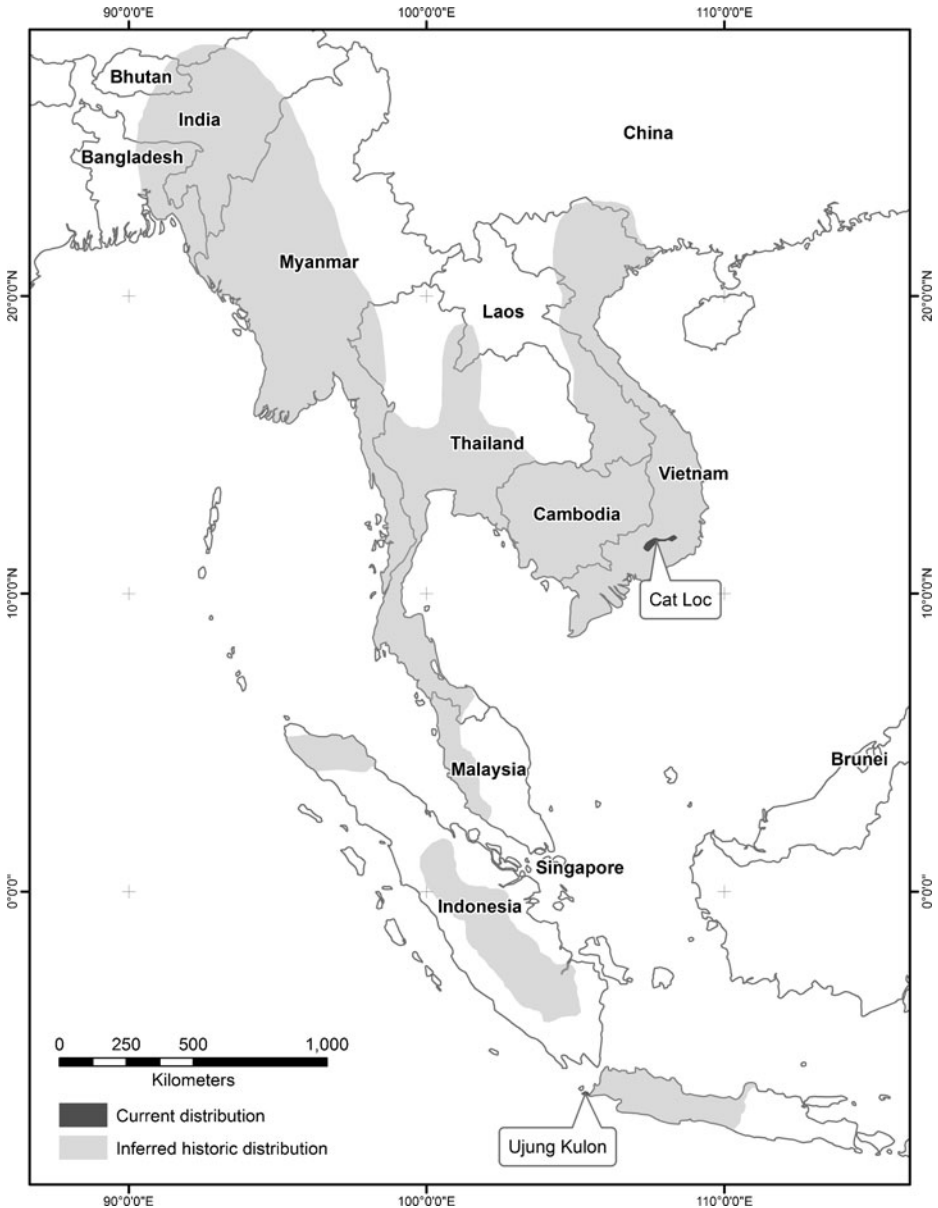 90°0'0"E 100°0'0"E 110°0'0"E
Bhutan
India
China
Bangladesh
Myanmar
20°0'0"N 20°0'0"N
Laos
Thailand
Vietnam
Cambodia
Cat Loc
10°0'0"N 10°0'0"N
Brunei
Malaysia
Singapore
0°0'0" 0°0'0"
Indonesia
0 250 500 1,000
Kilometers
Current distribution
Inferred historic distribution
Ujung Kulon
90°0'0"E 100°0'0"E 110°0'0"E